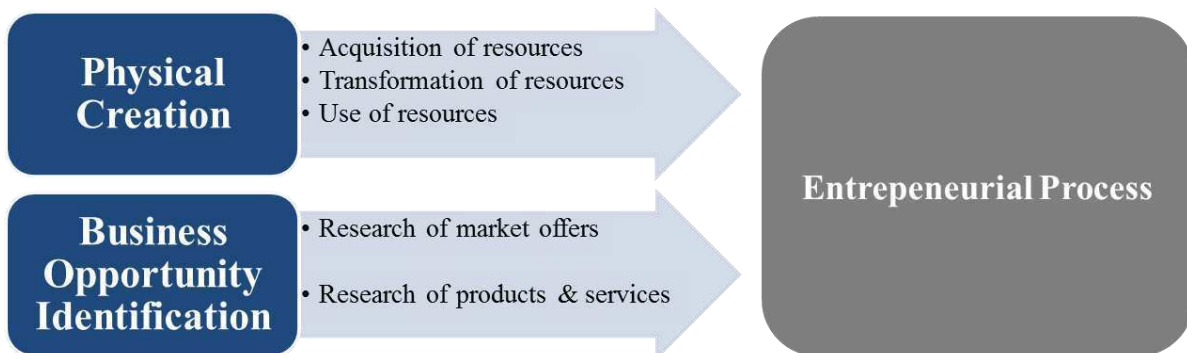 Physical
Creation
• Acquisition of resources
• Transformation of resources
• Use of resources
Business
Opportunity
Identification
• Research of market offers
• Research of products & services
Entrepeneurial Process